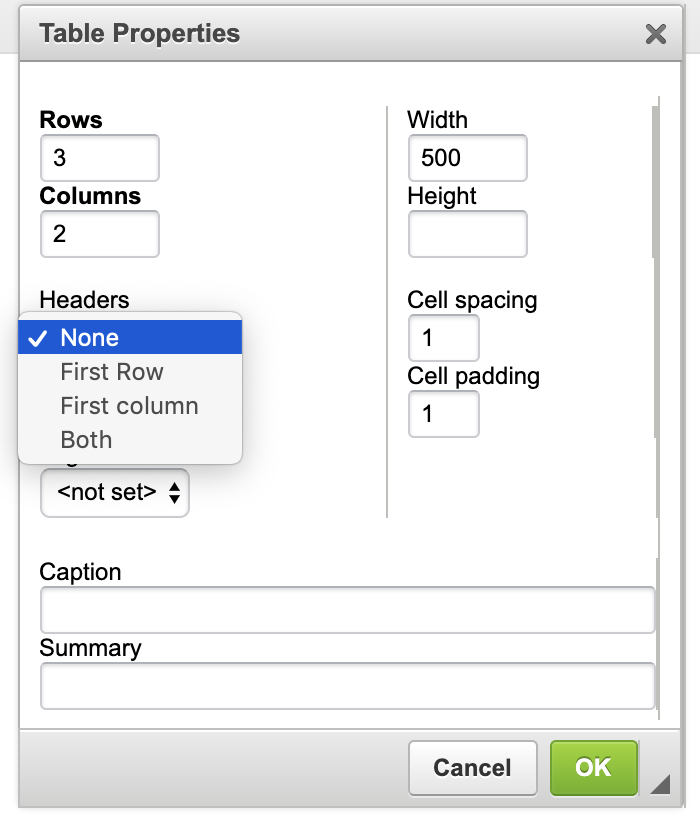 Table Properties
Rows
3
Columns
2
Headers
None
First Row
First column
Both
<not set>
Width
500
Height
Cell spacing
1
Cell padding
1
Caption
Summary
Cancel
OK